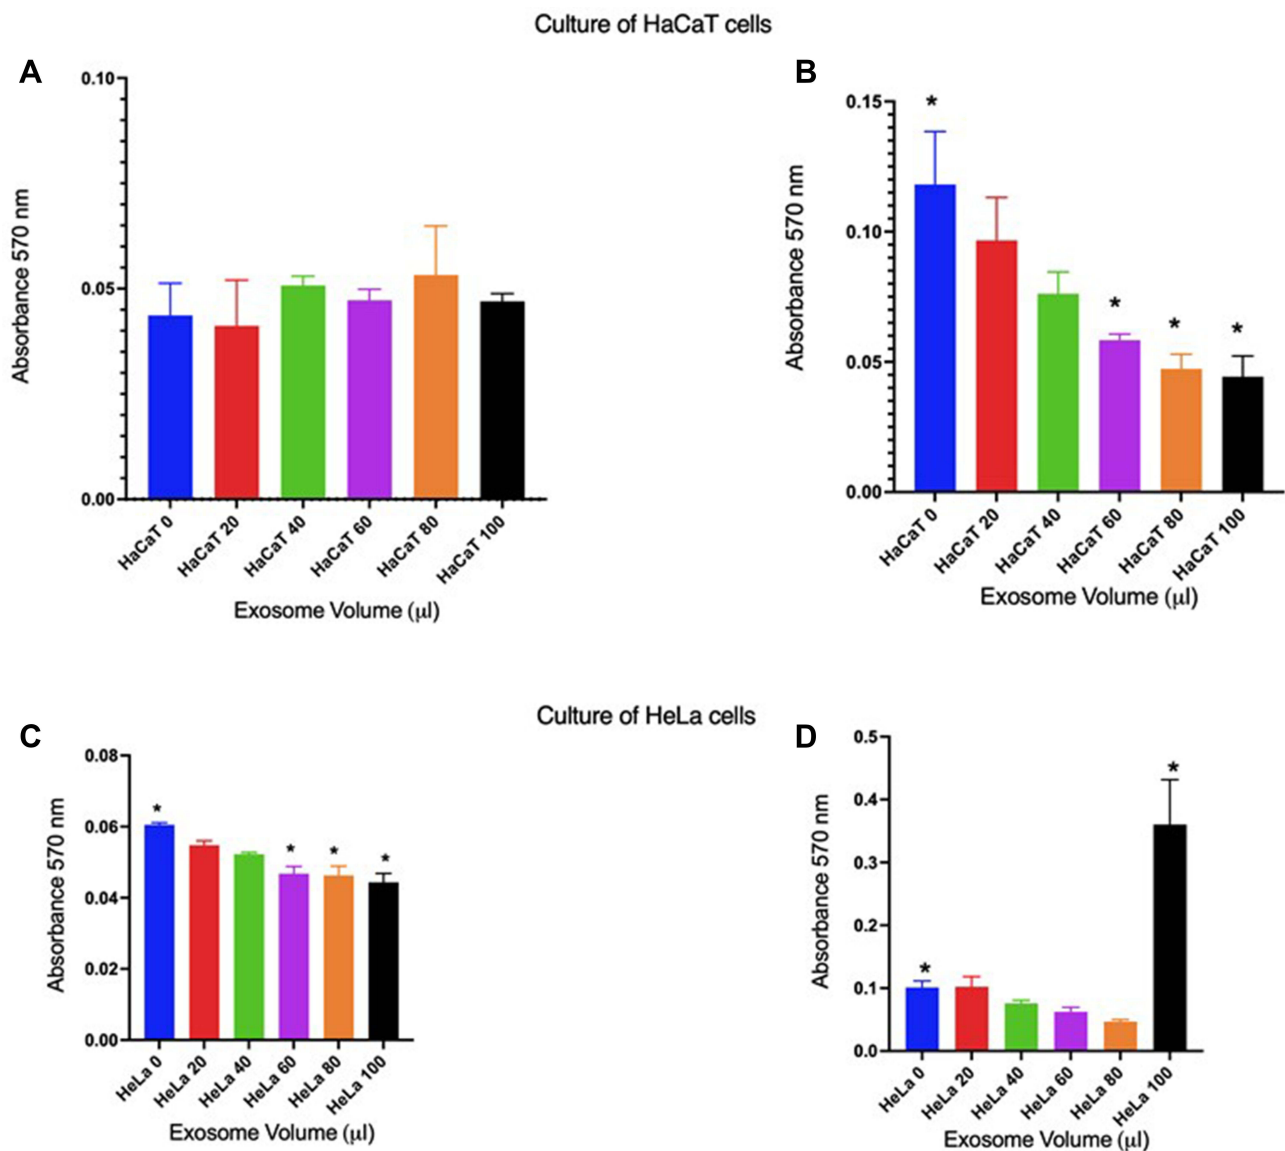 Culture of HaCaT cells
A
Absorbance 570 nm
0.10
0.05
0.00
HaCaT 0
HaCaT 20
HaCaT 40
HaCaT 60
HaCaT 80
HaCaT 100
Exosome Volume (μl)
B
Absorbance 570 nm
0.15
0.10
0.05
0.00
*
*
*
*
HaCaT 0
HaCaT 20
HaCaT 40
HaCaT 60
HaCaT 80
HaCaT 100
Exosome Volume (μl)
Culture of HeLa cells
C
Absorbance 570 nm
0.08
0.06
0.04
0.02
0.00
*
*
*
*
HeLa 0
HeLa 20
HeLa 40
HeLa 60
HeLa 80
HeLa 100
Exosome Volume (μl)
D
Absorbance 570 nm
0.5
0.4
0.3
0.2
0.1
0.0
*
*
HeLa 0
HeLa 20
HeLa 40
HeLa 60
HeLa 80
HeLa 100
Exosome Volume (μl)